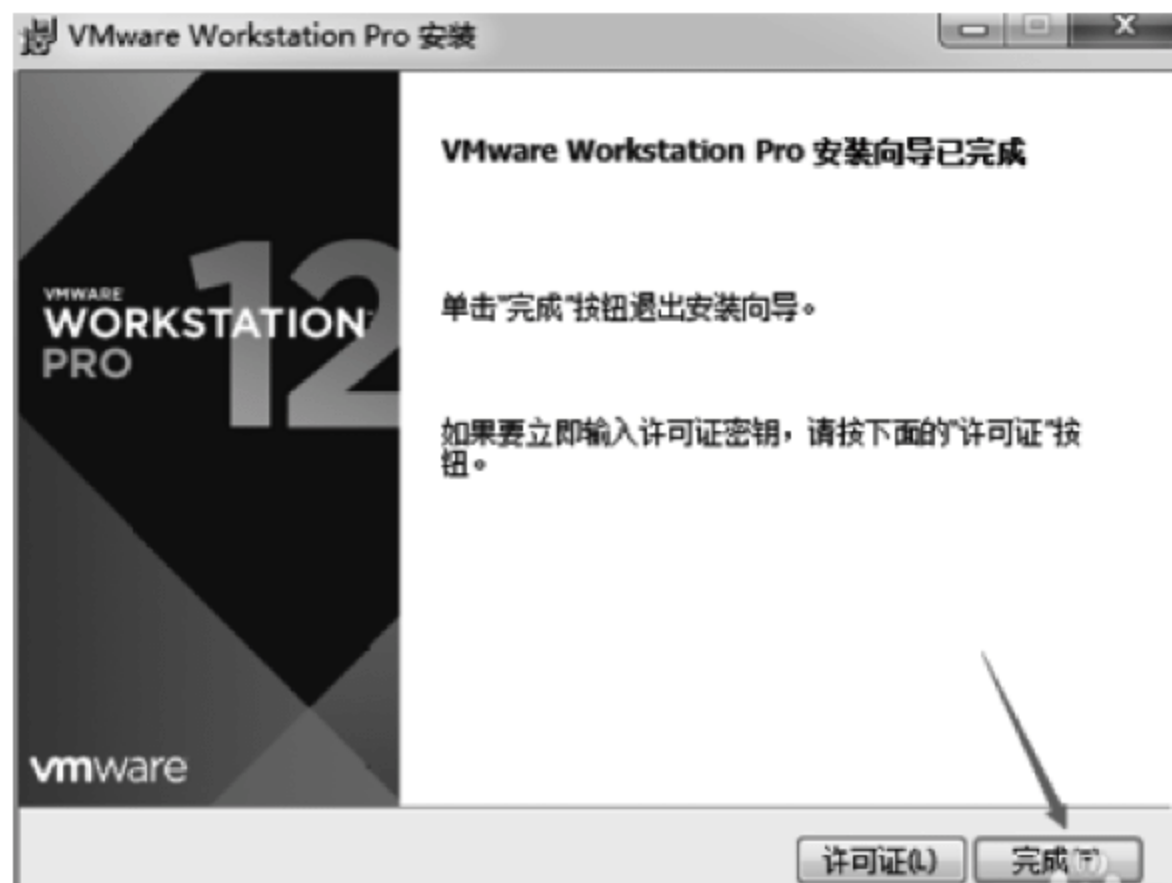 VMware Workstation Pro 安装
VMware Workstation Pro 安装向导已完成
单击"完成"按钮退出安装向导。
如果要立即输入许可证密钥，请按下面的"许可证"按
钮。
VMWARE
WORKSTATION
PRO
12
vmware
许可证(L)
完成(F)